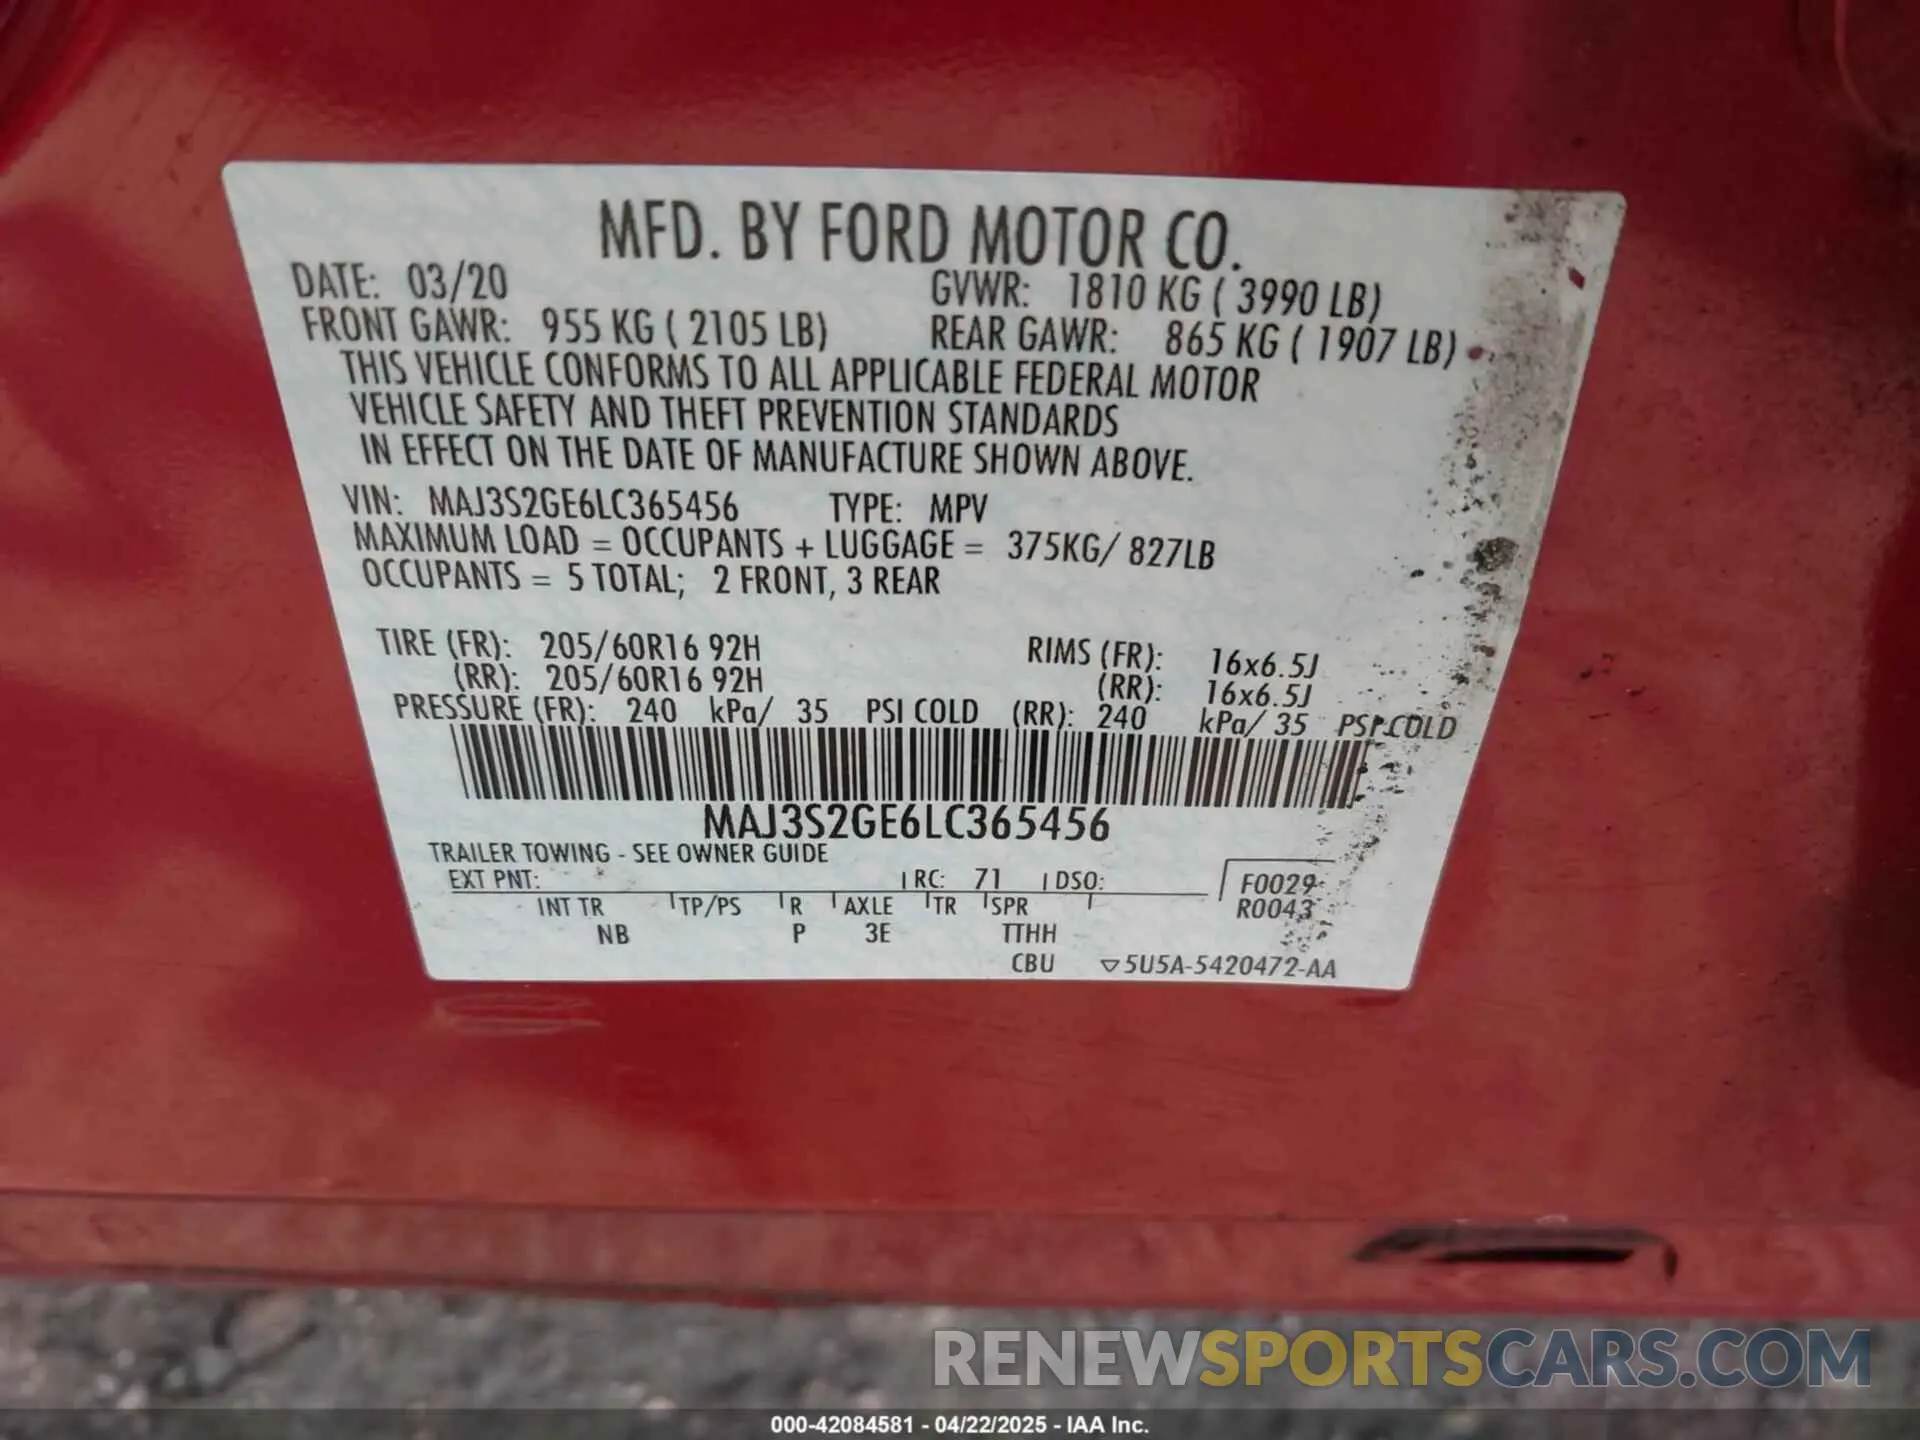 MFD. BY FORD MOTOR CO.
DATE: 03/20 GVWR: 1810 KG ( 3990 LB)
FRONT GAWR: 955 KG ( 2105 LB) REAR GAWR: 865 KG ( 1907 LB)
THIS VEHICLE CONFORMS TO ALL APPLICABLE FEDERAL MOTOR
VEHICLE SAFETY AND THEFT PREVENTION STANDARDS
IN EFFECT ON THE DATE OF MANUFACTURE SHOWN ABOVE.
VIN: MAJ3S2GE6LC365456 TYPE: MPV
MAXIMUM LOAD = OCCUPANTS + LUGGAGE = 375KG/ 827LB
OCCUPANTS = 5 TOTAL; 2 FRONT, 3 REAR
TIRE (FR): 205/60R16 92H RIMS (FR): 16x6.5J
(RR): 205/60R16 92H (RR): 16x6.5J
PRESSURE (FR): 240 kPa/ 35 PSI COLD (RR): 240 kPa/ 35 PSI COLD
MAJ3S2GE6LC365456
TRAILER TOWING - SEE OWNER GUIDE
EXT PNT: RC: 71 DSO: F0029
INT TR TP/PS R AXLE TR SPR R0043
NB P 3E TTHH
CBU ▽5U5A-5420472-AA
RENEWSPORTSCARS.COM
000-42084581 - 04/22/2025 - IAA Inc.